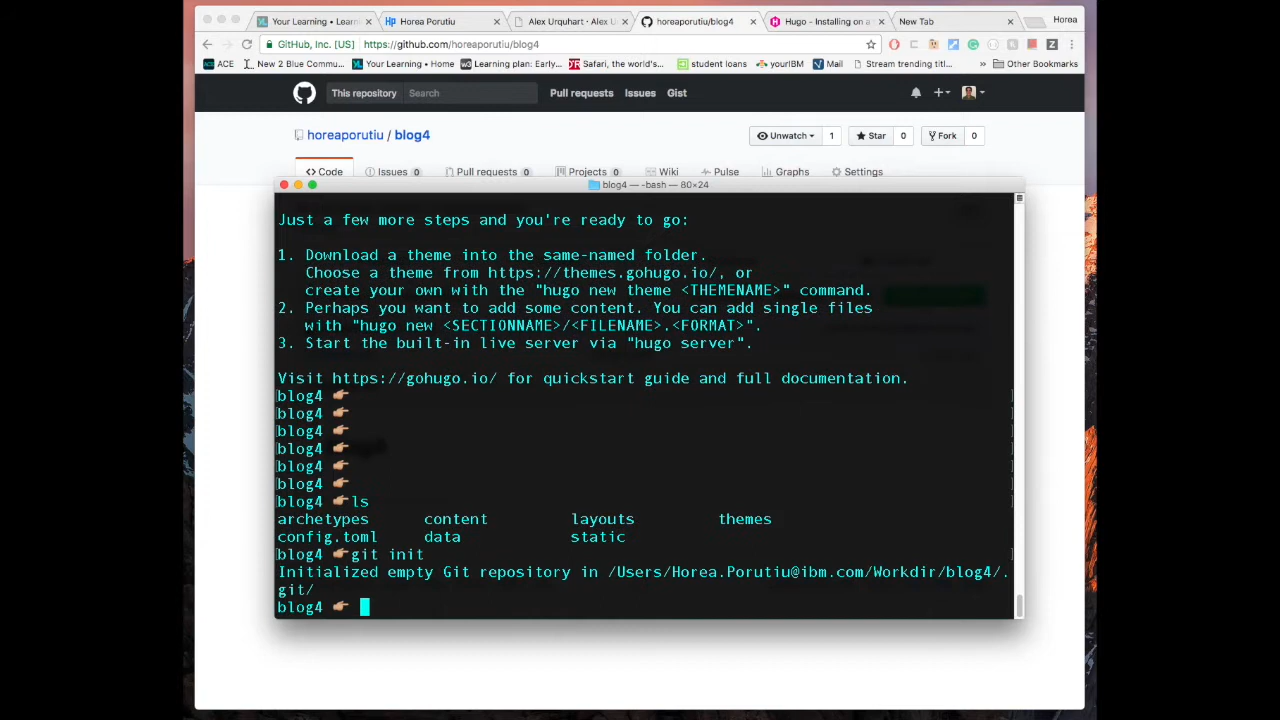 Your Learning • Learn
Horea Porutiu
Alex Urquhart · Alex U
horeaporutiu/blog4
Hugo - Installing on a
New Tab
Horea
GitHub, Inc. [US]
https://github.com/horeaporutiu/blog4
ACE
New 2 Blue Commu...
Your Learning • Home
Learning plan: Early...
Safari, the world's...
student loans
yourIBM
Mail
Stream trending titl...
»
Other Bookmarks
This repository
Search
Pull requests
Issues
Gist
horeaporutiu / blog4
Unwatch
1
Star
0
Fork
0
<> Code
Issues 0
Pull requests 0
Projects 0
Wiki
Pulse
Graphs
Settings
blog4 — -bash — 80×24
Just a few more steps and you're ready to go:
1. Download a theme into the same-named folder.
Choose a theme from https://themes.gohugo.io/, or
create your own with the "hugo new theme <THEMENAME>" command.
2. Perhaps you want to add some content. You can add single files
with "hugo new <SECTIONNAME>/<FILENAME>.<FORMAT>".
3. Start the built-in live server via "hugo server".
Visit https://gohugo.io/ for quickstart guide and full documentation.
blog4
blog4
blog4
blog4
blog4
blog4
blog4 ls
archetypes content layouts themes
config.toml data static
blog4 git init
Initialized empty Git repository in /Users/Horea.Porutiu@ibm.com/Workdir/blog4/.
git/
blog4